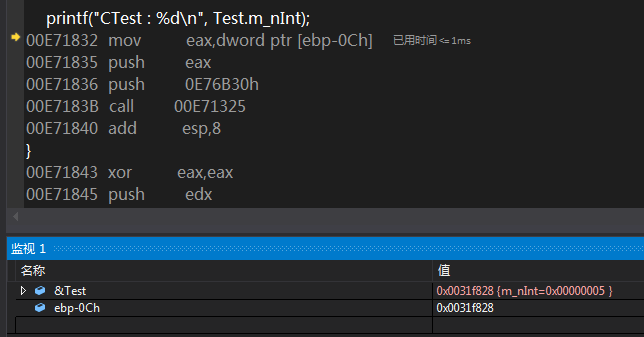 printf("CTest : %d\n", Test.m_nInt);
00E71832 mov eax,dword ptr [ebp-0Ch] 已用时间 <= 1ms
00E71835 push eax
00E71836 push 0E76B30h
00E7183B call 00E71325
00E71840 add esp,8
}
00E71843 xor eax,eax
00E71845 push edx
监视 1
名称 值
&Test 0x0031f828 {m_nInt=0x00000005 }
ebp-0Ch 0x0031f828